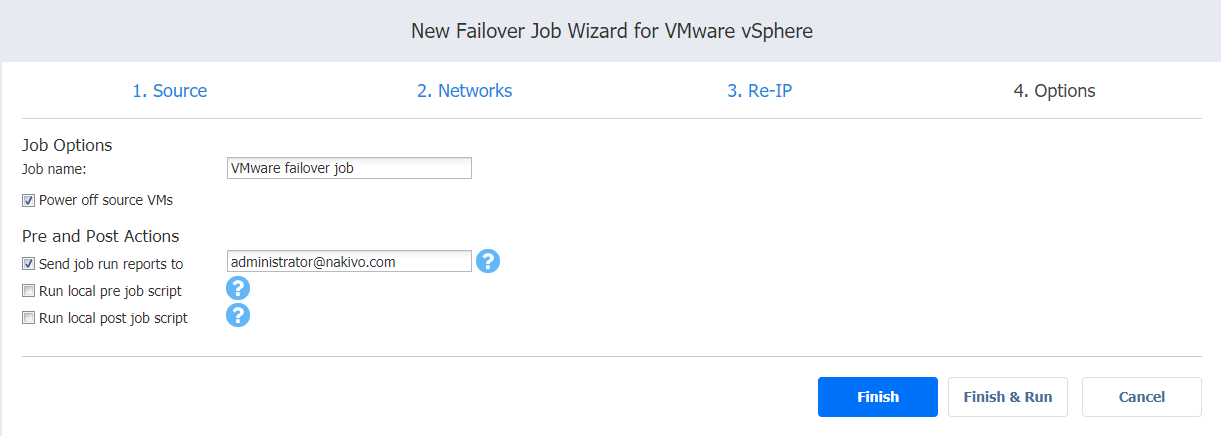 New Failover Job Wizard for VMware vSphere
1. Source 2. Networks 3. Re-IP 4. Options
Job Options
Job name: VMware failover job
Power off source VMs
Pre and Post Actions
Send job run reports to administrator@nakivo.com ?
Run local pre job script ?
Run local post job script ?
Finish Finish & Run Cancel